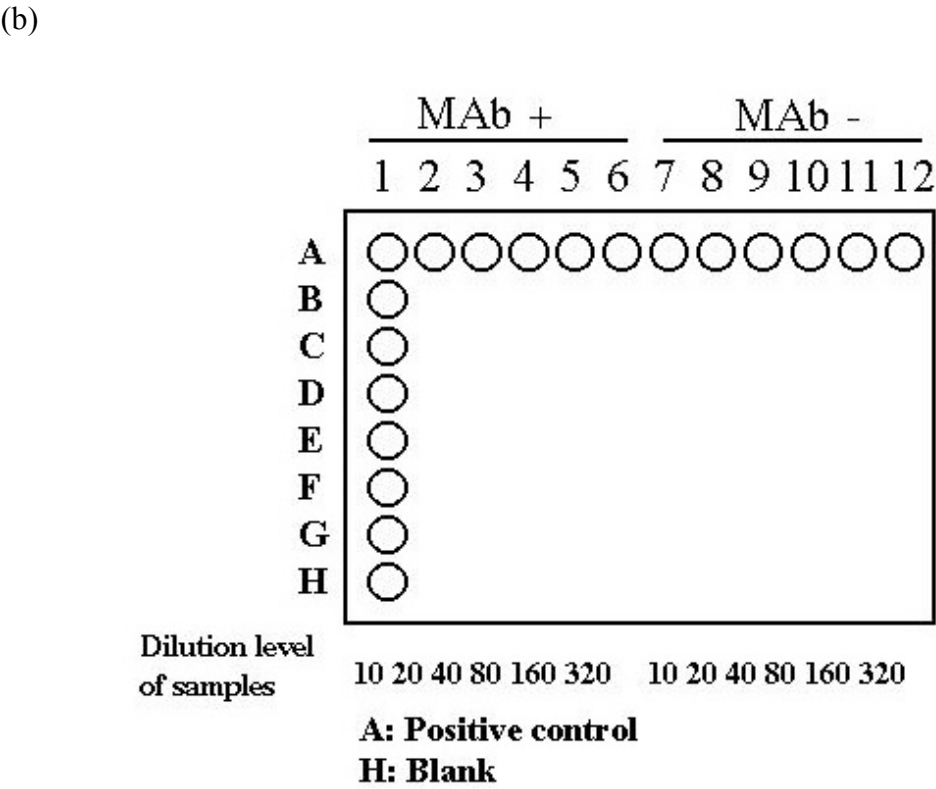 (b)
MAb + MAb -
1 2 3 4 5 6 7 8 9 10 11 12
A
B
C
D
E
F
G
H
Dilution level
of samples
10 20 40 80 160 320 10 20 40 80 160 320
A: Positive control
H: Blank